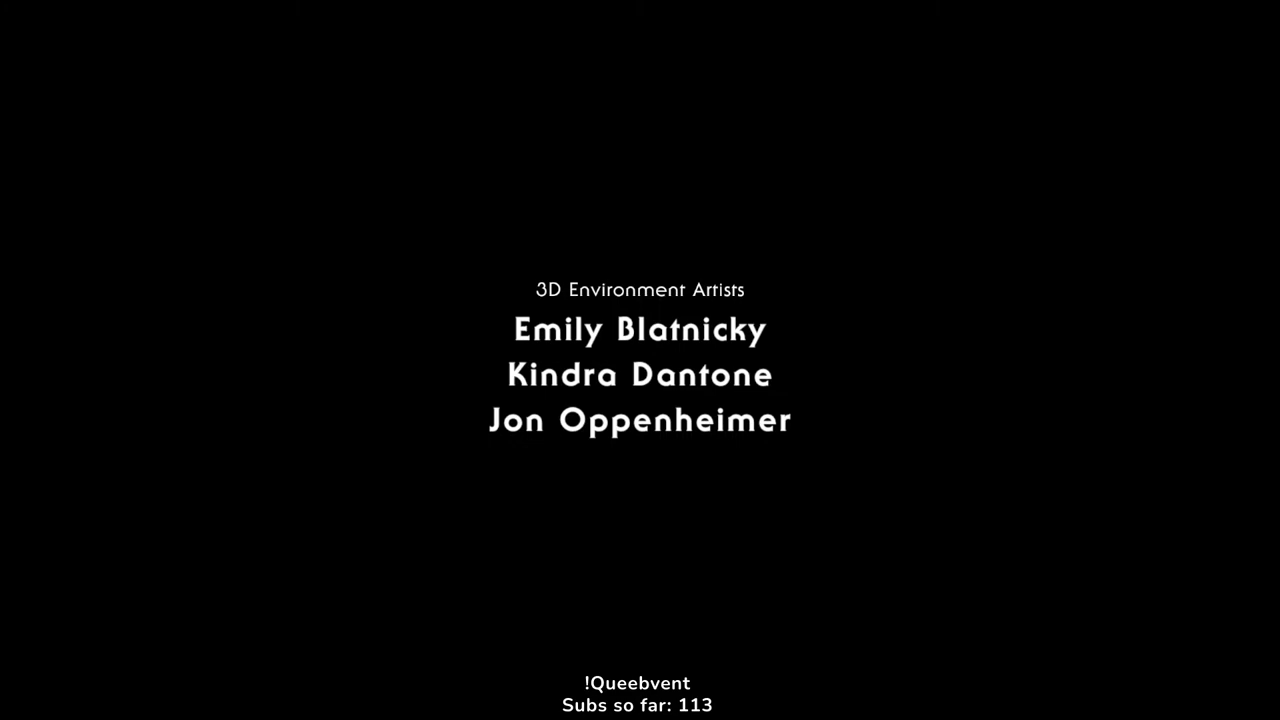 3D Environment Artists
Emily Blatnicky
Kindra Dantone
Jon Oppenheimer
!Queebvent
Subs so far: 113